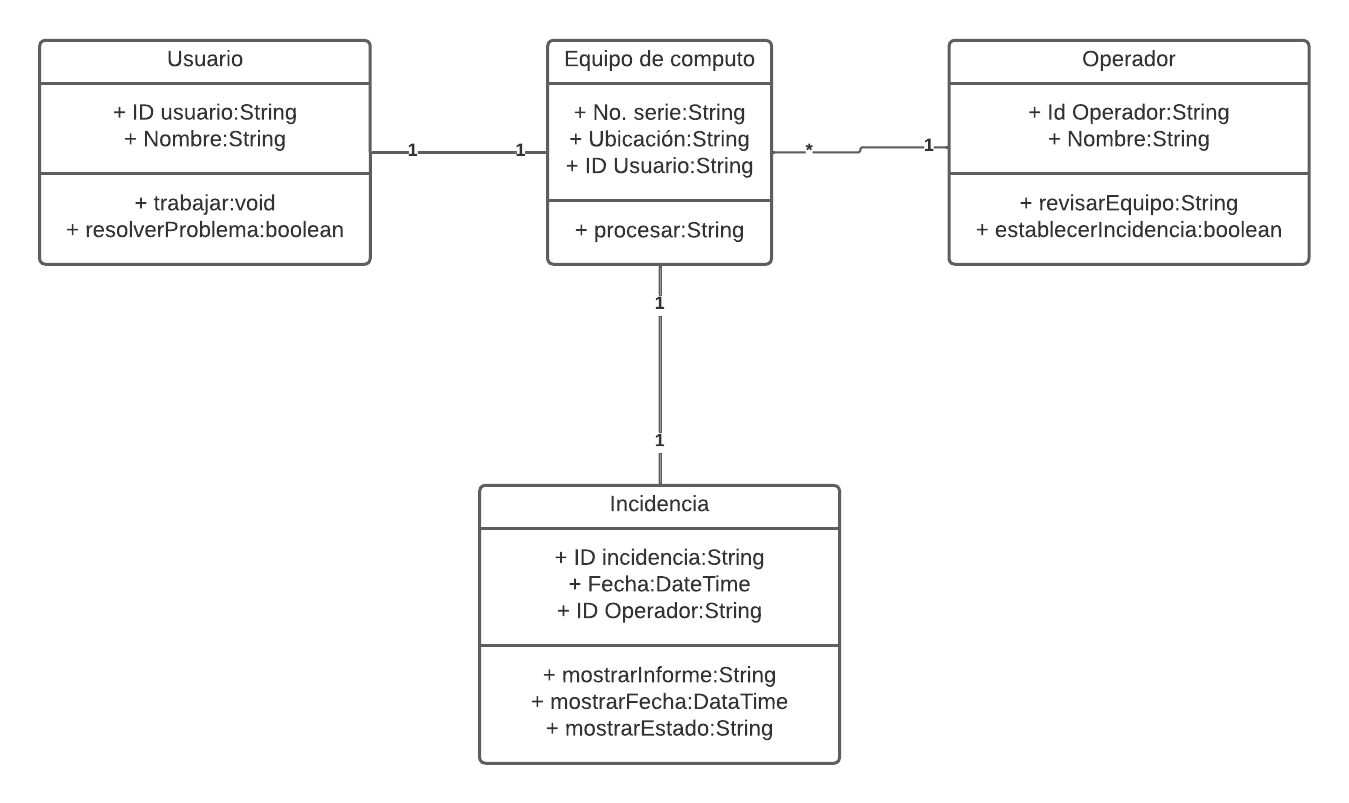 Usuario
+ ID usuario:String
+ Nombre:String
+ trabajar:void
+ resolverProblema:boolean
1
1
Equipo de computo
+ No. serie:String
+ Ubicación:String
+ ID Usuario:String
+ procesar:String
*
1
Operador
+ Id Operador:String
+ Nombre:String
+ revisarEquipo:String
+ establecerIncidencia:boolean
1
1
Incidencia
+ ID incidencia:String
+ Fecha:DateTime
+ ID Operador:String
+ mostrarInforme:String
+ mostrarFecha:DataTime
+ mostrarEstado:String